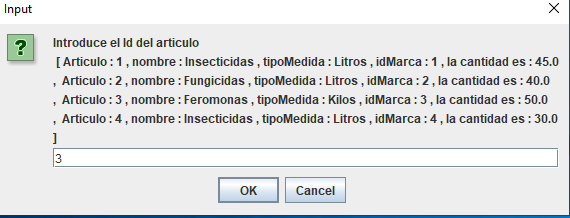 Input
Introduce el Id del articulo
[ Articulo : 1 , nombre : Insecticidas , tipoMedida : Litros , idMarca : 1 , la cantidad es : 45.0
, Articulo : 2 , nombre : Fungicidas , tipoMedida : Litros , idMarca : 2 , la cantidad es : 40.0
, Articulo : 3 , nombre : Feromonas , tipoMedida : Kilos , idMarca : 3 , la cantidad es : 50.0
, Articulo : 4 , nombre : Insecticidas , tipoMedida : Litros , idMarca : 4 , la cantidad es : 30.0
]
3
OK Cancel